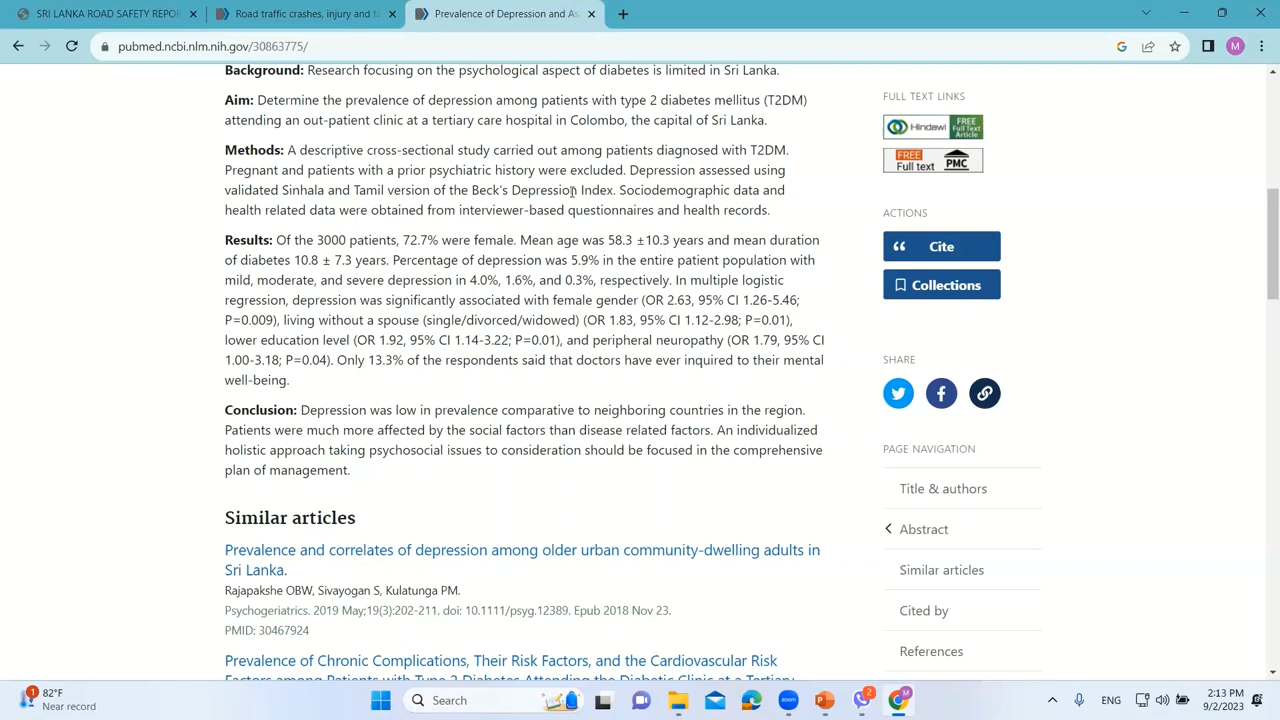 SRI LANKA ROAD SAFETY REPOR
Road traffic crashes, injury and fa
Prevalence of Depression and As
pubmed.ncbi.nlm.nih.gov/30863775/
M
Background: Research focusing on the psychological aspect of diabetes is limited in Sri Lanka.
Aim: Determine the prevalence of depression among patients with type 2 diabetes mellitus (T2DM)
attending an out-patient clinic at a tertiary care hospital in Colombo, the capital of Sri Lanka.
Methods: A descriptive cross-sectional study carried out among patients diagnosed with T2DM.
Pregnant and patients with a prior psychiatric history were excluded. Depression assessed using
validated Sinhala and Tamil version of the Beck's Depression Index. Sociodemographic data and
health related data were obtained from interviewer-based questionnaires and health records.
Results: Of the 3000 patients, 72.7% were female. Mean age was 58.3 ±10.3 years and mean duration
of diabetes 10.8 ± 7.3 years. Percentage of depression was 5.9% in the entire patient population with
mild, moderate, and severe depression in 4.0%, 1.6%, and 0.3%, respectively. In multiple logistic
regression, depression was significantly associated with female gender (OR 2.63, 95% CI 1.26-5.46;
P=0.009), living without a spouse (single/divorced/widowed) (OR 1.83, 95% CI 1.12-2.98; P=0.01),
lower education level (OR 1.92, 95% CI 1.14-3.22; P=0.01), and peripheral neuropathy (OR 1.79, 95% CI
1.00-3.18; P=0.04). Only 13.3% of the respondents said that doctors have ever inquired to their mental
well-being.
Conclusion: Depression was low in prevalence comparative to neighboring countries in the region.
Patients were much more affected by the social factors than disease related factors. An individualized
holistic approach taking psychosocial issues to consideration should be focused in the comprehensive
plan of management.
Similar articles
Prevalence and correlates of depression among older urban community-dwelling adults in
Sri Lanka.
Rajapakshe OBW, Sivayogan S, Kulatunga PM.
Psychogeriatrics. 2019 May;19(3):202-211. doi: 10.1111/psyg.12389. Epub 2018 Nov 23.
PMID: 30467924
Prevalence of Chronic Complications, Their Risk Factors, and the Cardiovascular Risk
Factors among Patients with Type 2 Diabetes Attending the Diabetic Clinic at a Tertiary
FULL TEXT LINKS
Hindawi
FREE
Full Text
Article
FREE
Full text
PMC
ACTIONS
Cite
Collections
SHARE
PAGE NAVIGATION
Title & authors
Abstract
Similar articles
Cited by
References
1
82°F
Near record
Search
zoom
2
M
ENG
2:13 PM
9/2/2023